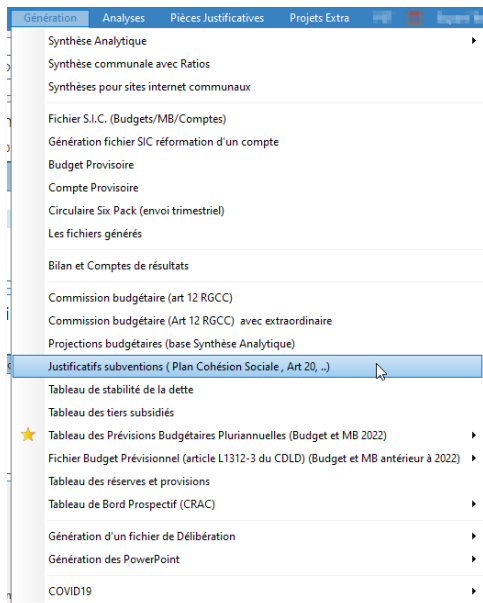 Génération Analyses Pièces Justificatives Projets Extra
Synthèse Analytique
Synthèse communale avec Ratios
Synthèses pour sites internet communaux
Fichier S.I.C. (Budgets/MB/Comptes)
Génération fichier SIC réformation d'un compte
Budget Provisoire
Compte Provisoire
Circulaire Six Pack (envoi trimestriel)
Les fichiers générés
Bilan et Comptes de résultats
Commission budgétaire (art 12 RGCC)
Commission budgétaire (Art 12 RGCC) avec extraordinaire
Projections budgétaires (base Synthèse Analytique)
Justificatifs subventions ( Plan Cohésion Sociale , Art 20, ..)
Tableau de stabilité de la dette
Tableau des tiers subsidiés
Tableau des Prévisions Budgétaires Pluriannuelles (Budget et MB 2022)
Fichier Budget Prévisionnel (article L1312-3 du CDLD) (Budget et MB antérieur à 2022)
Tableau des réserves et provisions
Tableau de Bord Prospectif (CRAC)
Génération d'un fichier de Délibération
Génération des PowerPoint
COVID19